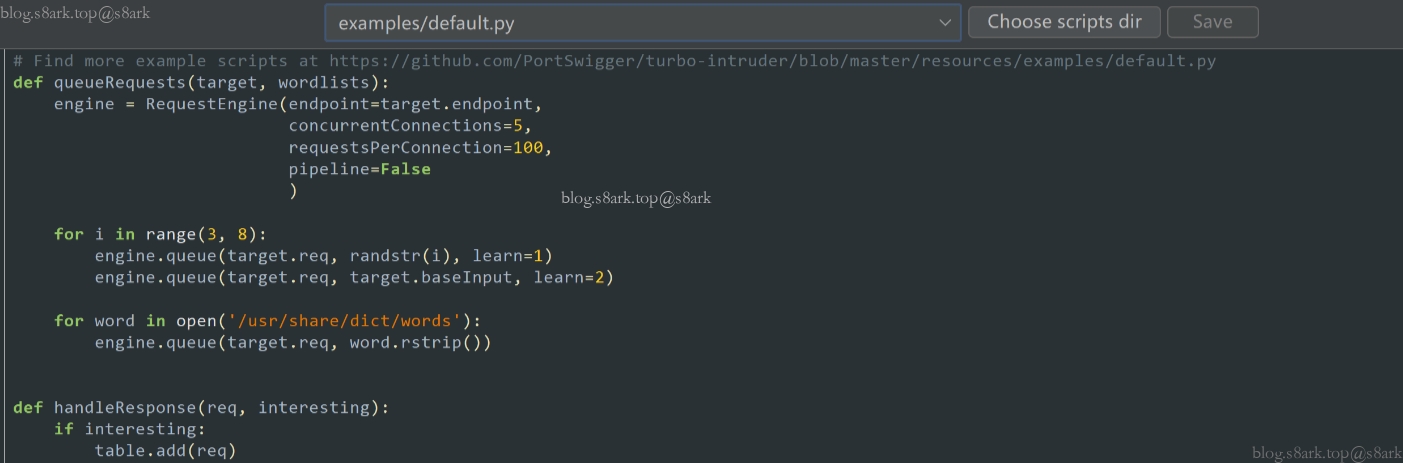 blog.s8ark.top@s8ark
examples/default.py
Choose scripts dir
Save
# Find more example scripts at https://github.com/PortSwigger/turbo-intruder/blob/master/resources/examples/default.py
def queueRequests(target, wordlists):
    engine = RequestEngine(endpoint=target.endpoint,
                           concurrentConnections=5,
                           requestsPerConnection=100,
                           pipeline=False
                           )
blog.s8ark.top@s8ark
    for i in range(3, 8):
        engine.queue(target.req, randstr(i), learn=1)
        engine.queue(target.req, target.baseInput, learn=2)
    for word in open('/usr/share/dict/words'):
        engine.queue(target.req, word.rstrip())
def handleResponse(req, interesting):
    if interesting:
        table.add(req)
blog.s8ark.top@s8ark